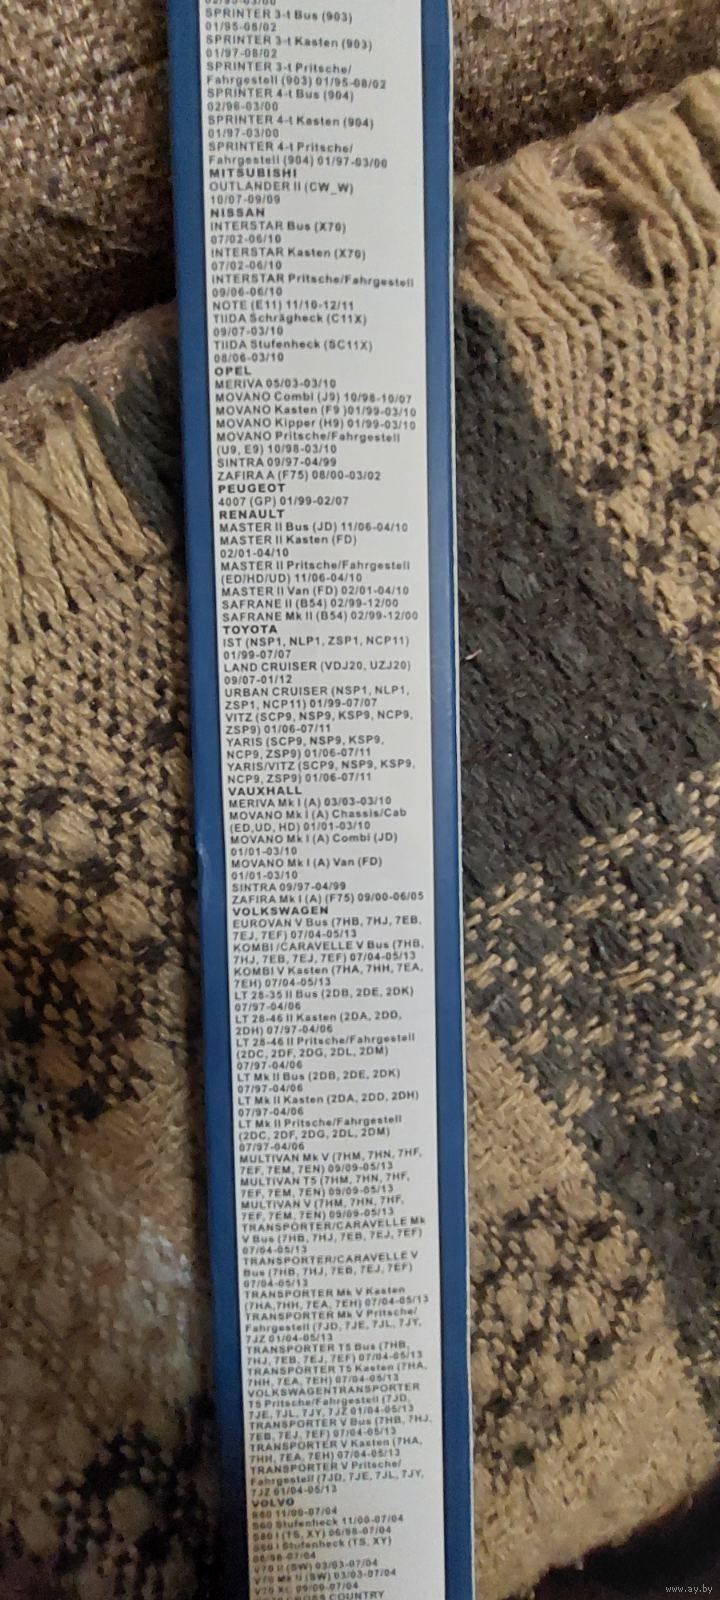 SPRINTER 3-t Bus (903)
01/95-08/02
SPRINTER 3-t Kasten (903)
01/97-08/02
SPRINTER 3-t Pritsche/
Fahrgestell (903) 01/95-08/02
SPRINTER 4-t Bus (904)
02/96-03/00
SPRINTER 4-t Kasten (904)
01/97-03/00
SPRINTER 4-t Pritsche/
Fahrgestell (904) 01/97-03/00
MITSUBISHI
OUTLANDER II (CW_W)
10/07-09/09
NISSAN
INTERSTAR Bus (X70)
07/02-06/10
INTERSTAR Kasten (X70)
07/02-06/10
INTERSTAR Pritsche/Fahrgestell
09/06-06/10
NOTE (E11) 11/10-12/11
TIIDA Schrägheck (C11X)
09/07-03/10
TIIDA Stufenheck (SC11X)
08/06-03/10
OPEL
MERIVA 05/03-03/10
MOVANO Combi (J9) 10/98-10/07
MOVANO Kasten (F9 )01/99-03/10
MOVANO Kipper (H9) 01/99-03/10
MOVANO Pritsche/Fahrgestell
(U9, E9) 10/98-03/10
SINTRA 09/97-04/99
ZAFIRA A (F75) 08/00-03/02
PEUGEOT
4007 (GP) 01/99-02/07
RENAULT
MASTER II Bus (JD) 11/06-04/10
MASTER II Kasten (FD)
02/01-04/10
MASTER II Pritsche/Fahrgestell
(ED/HD/UD) 11/06-04/10
MASTER II Van (FD) 02/01-04/10
SAFRANE II (B54) 02/99-12/00
SAFRANE Mk II (B54) 02/99-12/00
TOYOTA
IST (NSP1, NLP1, ZSP1, NCP11)
01/99-07/07
LAND CRUISER (VDJ20, UZJ20)
09/07-01/12
URBAN CRUISER (NSP1, NLP1,
ZSP1, NCP11) 01/99-07/07
VITZ (SCP9, NSP9, KSP9, NCP9,
ZSP9) 01/06-07/11
YARIS (SCP9, NSP9, KSP9,
NCP9, ZSP9) 01/06-07/11
YARIS/VITZ (SCP9, NSP9, KSP9,
NCP9, ZSP9) 01/06-07/11
VAUXHALL
MERIVA Mk I (A) 03/03-03/10
MOVANO Mk I (A) Chassis/Cab
(ED,UD, HD) 01/01-03/10
MOVANO Mk I (A) Combi (JD)
01/01-03/10
MOVANO Mk I (A) Van (FD)
01/01-03/10
SINTRA 09/97-04/99
ZAFIRA Mk I (A) (F75) 09/00-06/05
VOLKSWAGEN
EUROVAN V Bus (7HB, 7HJ, 7EB,
7EJ, 7EF) 07/04-05/13
KOMBI /CARAVELLE V Bus (7HB,
7HJ, 7EB, 7EJ, 7EF) 07/04-05/13
KOMBI V Kasten (7HA, 7HH, 7EA,
7EH) 07/04-05/13
LT 28-35 II Bus (2DB, 2DE, 2DK)
07/97-04/06
LT 28-46 II Kasten (2DA, 2DD,
2DH) 07/97-04/06
LT 28-46 II Pritsche/Fahrgestell
(2DC, 2DF, 2DG, 2DL, 2DM)
07/97-04/06
LT Mk II Bus (2DB, 2DE, 2DK)
07/97-04/06
LT Mk II Kasten (2DA, 2DD, 2DH)
07/97-04/06
LT Mk II Pritsche/Fahrgestell
(2DC, 2DF, 2DG, 2DL, 2DM)
07/97-04/06
MULTIVAN Mk V (7HM, 7HN, 7HF,
7EF, 7EM, 7EN) 09/09-05/13
MULTIVAN T5 (7HM, 7HN, 7HF,
7EF, 7EM, 7EN) 09/09-05/13
MULTIVAN V (7HM, 7HN, 7HF,
7EF, 7EM, 7EN) 09/09-05/13
TRANSPORTER/CARAVELLE Mk
V Bus (7HB, 7HJ, 7EB, 7EJ, 7EF)
07/04-05/13
TRANSPORTER/CARAVELLE V
Bus (7HB, 7HJ, 7EB, 7EJ, 7EF)
07/04-05/13
TRANSPORTER Mk V Kasten
(7HA,7HH, 7EA, 7EH) 07/04-05/13
TRANSPORTER Mk V Pritsche/
Fahrgestell (7JD, 7JE, 7JL, 7JY,
7JZ 01/04-05/13
TRANSPORTER T5 Bus (7HB,
7HJ, 7EB, 7EJ, 7EF) 07/04-05/13
TRANSPORTER T5 Kasten (7HA,
7HH, 7EA, 7EH) 07/04-05/13
VOLKSWAGENTRANSPORTER
T5 Pritsche/Fahrgestell (7JD,
7JE, 7JL, 7JY, 7JZ 01/04-05/13
TRANSPORTER V Bus (7HB, 7HJ,
7EB, 7EJ, 7EF) 07/04-05/13
TRANSPORTER V Kasten (7HA,
7HH, 7EA, 7EH) 07/04-05/13
TRANSPORTER V Pritsche/
Fahrgestell (7JD, 7JE, 7JL, 7JY,
7JZ 01/04-05/13
VOLVO
S60 11/00-07/04
S60 Stufenheck 11/00-07/04
S80 I (TS, XY) 06/98-07/04
S80 I Stufenheck (TS, XY)
06/98-07/04
V70 II (SW) 03/03-07/04
V70 Mk II (SW) 03/03-07/04
V70 XC 09/00-07/04
CROSS COUNTRY
www.ay.by